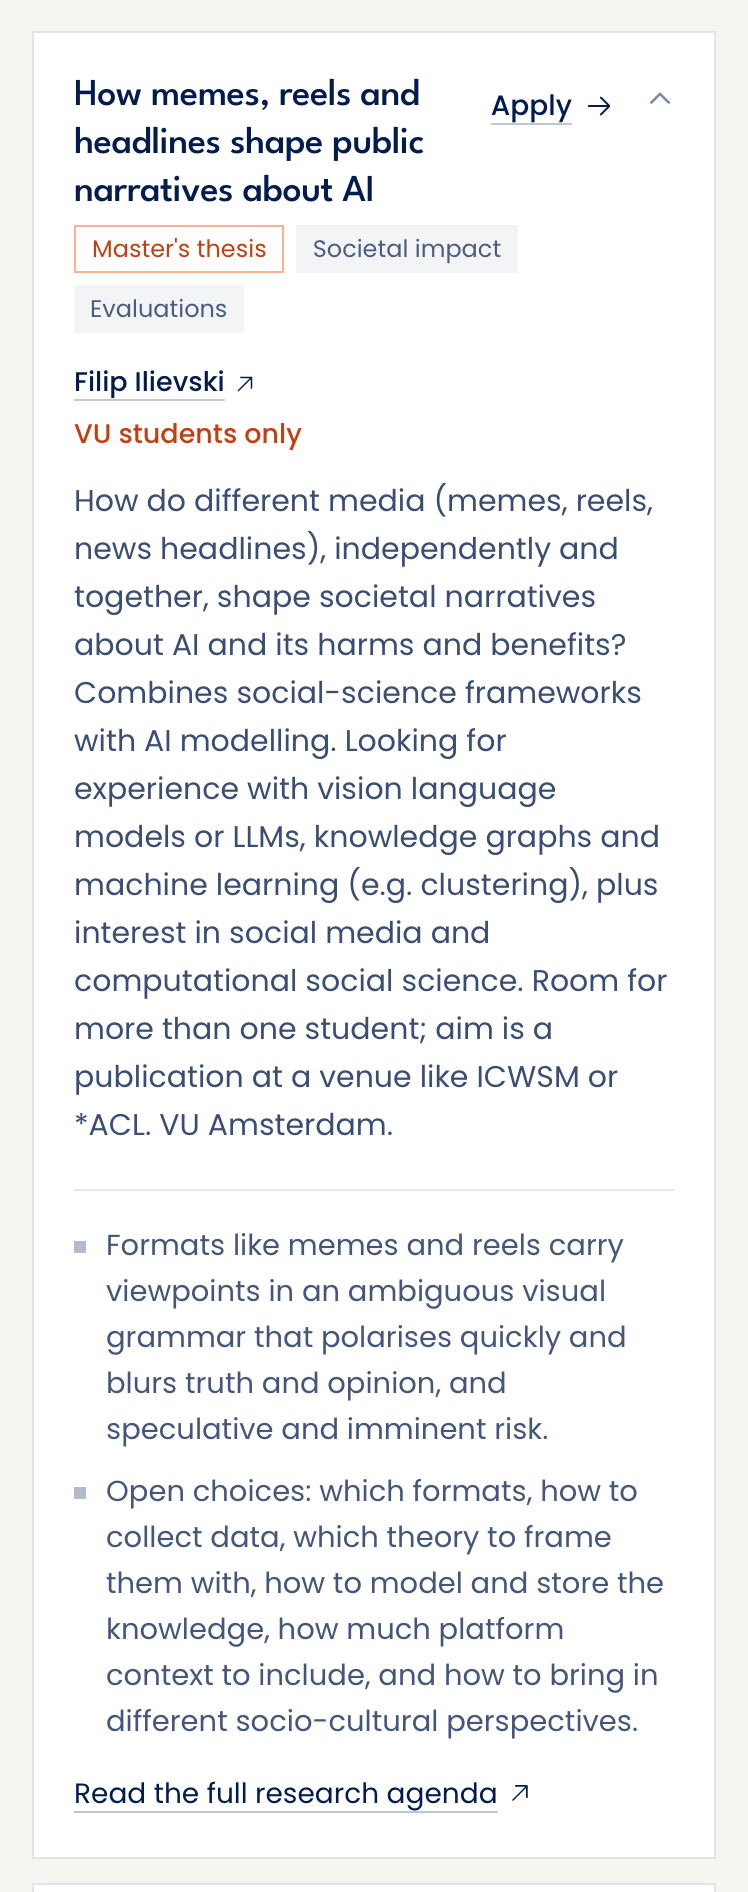 How memes, reels and
headlines shape public
narratives about AI
Apply →
Master's thesis
Societal impact
Evaluations
Filip Ilievski ↗
VU students only
How do different media (memes, reels,
news headlines), independently and
together, shape societal narratives
about AI and its harms and benefits?
Combines social-science frameworks
with AI modelling. Looking for
experience with vision language
models or LLMs, knowledge graphs and
machine learning (e.g. clustering), plus
interest in social media and
computational social science. Room for
more than one student; aim is a
publication at a venue like ICWSM or
*ACL. VU Amsterdam.
Formats like memes and reels carry
viewpoints in an ambiguous visual
grammar that polarises quickly and
blurs truth and opinion, and
speculative and imminent risk.
Open choices: which formats, how to
collect data, which theory to frame
them with, how to model and store the
knowledge, how much platform
context to include, and how to bring in
different socio-cultural perspectives.
Read the full research agenda ↗